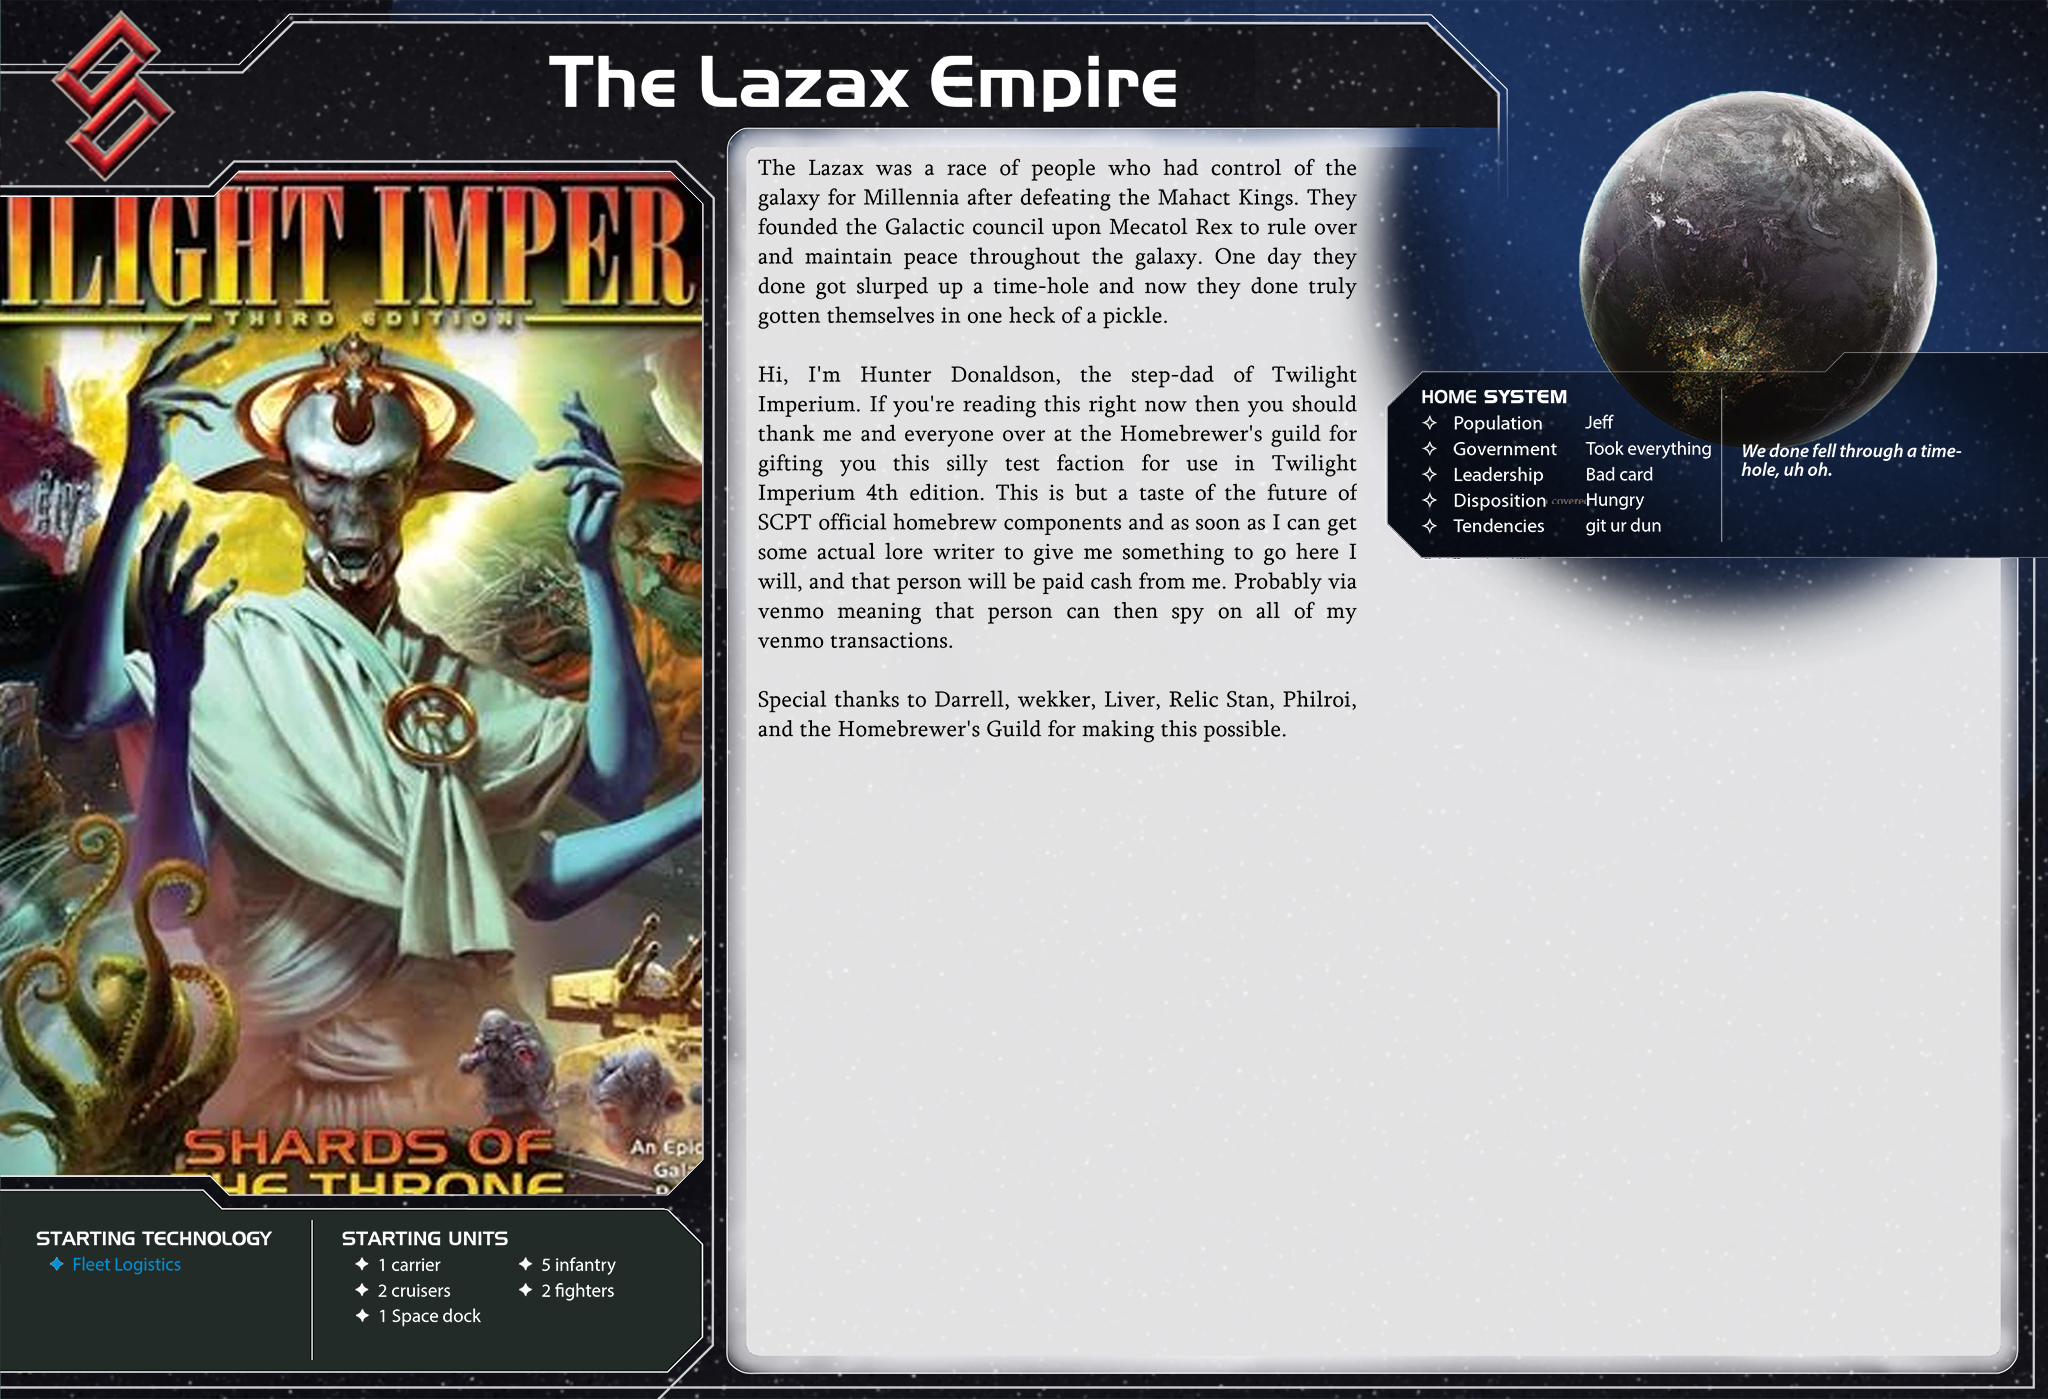 The Lazax Empire
ILIGHT IMPER
THIRD EDITION
SHARDS OF
HE THRONE
An Epic
Gal
The Lazax was a race of people who had control of the
galaxy for Millennia after defeating the Mahact Kings. They
founded the Galactic council upon Mecatol Rex to rule over
and maintain peace throughout the galaxy. One day they
done got slurped up a time-hole and now they done truly
gotten themselves in one heck of a pickle.
Hi, I'm Hunter Donaldson, the step-dad of Twilight
Imperium. If you're reading this right now then you should
thank me and everyone over at the Homebrewer's guild for
gifting you this silly test faction for use in Twilight
Imperium 4th edition. This is but a taste of the future of
SCPT official homebrew components and as soon as I can get
some actual lore writer to give me something to go here I
will, and that person will be paid cash from me. Probably via
venmo meaning that person can then spy on all of my
venmo transactions.
Special thanks to Darrell, wekker, Liver, Relic Stan, Philroi,
and the Homebrewer's Guild for making this possible.
HOME SYSTEM
Population Jeff
Government Took everything
Leadership Bad card
Disposition covered Hungry
Tendencies git ur dun
We done fell through a time-
hole, uh oh.
STARTING TECHNOLOGY
Fleet Logistics
STARTING UNITS
1 carrier
2 cruisers
1 Space dock
5 infantry
2 fighters